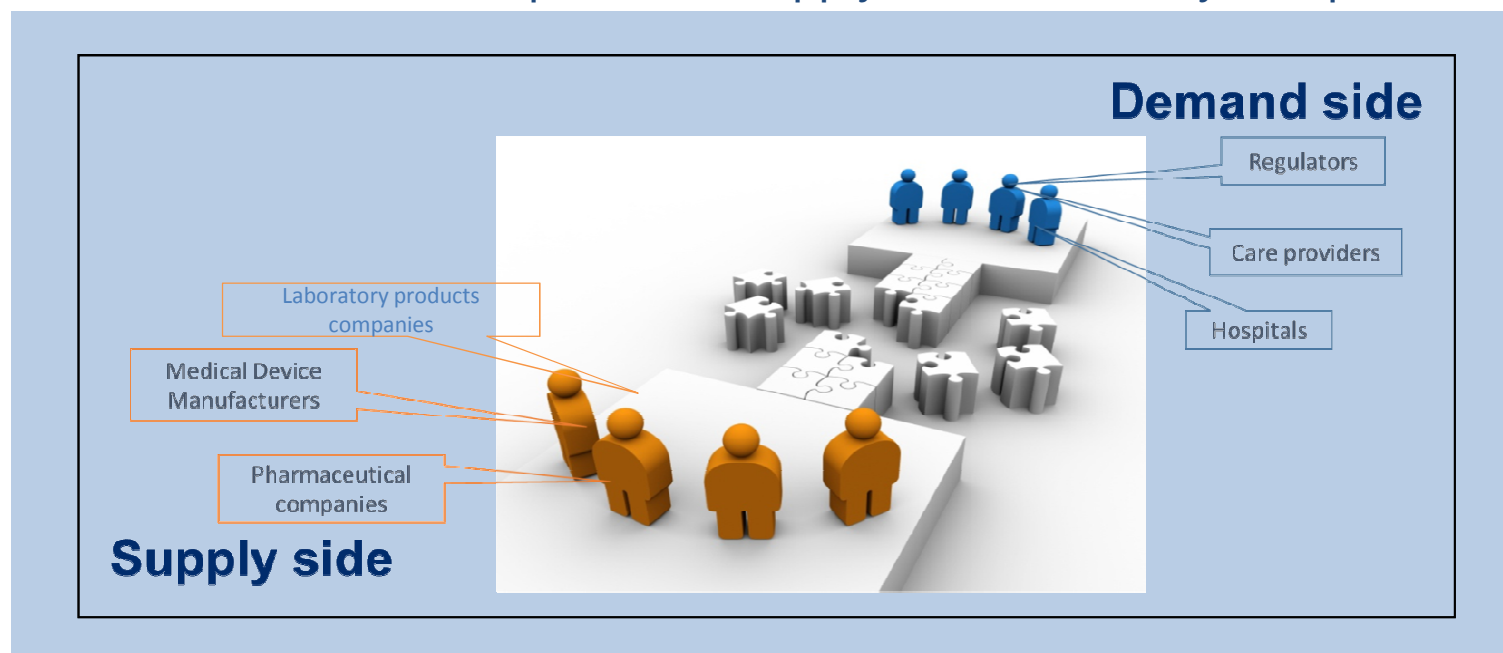 Demand side
Regulators
Care providers
Laboratory products
companies
Hospitals
Medical Device
Manufacturers
Pharmaceutical
companies
Supply side